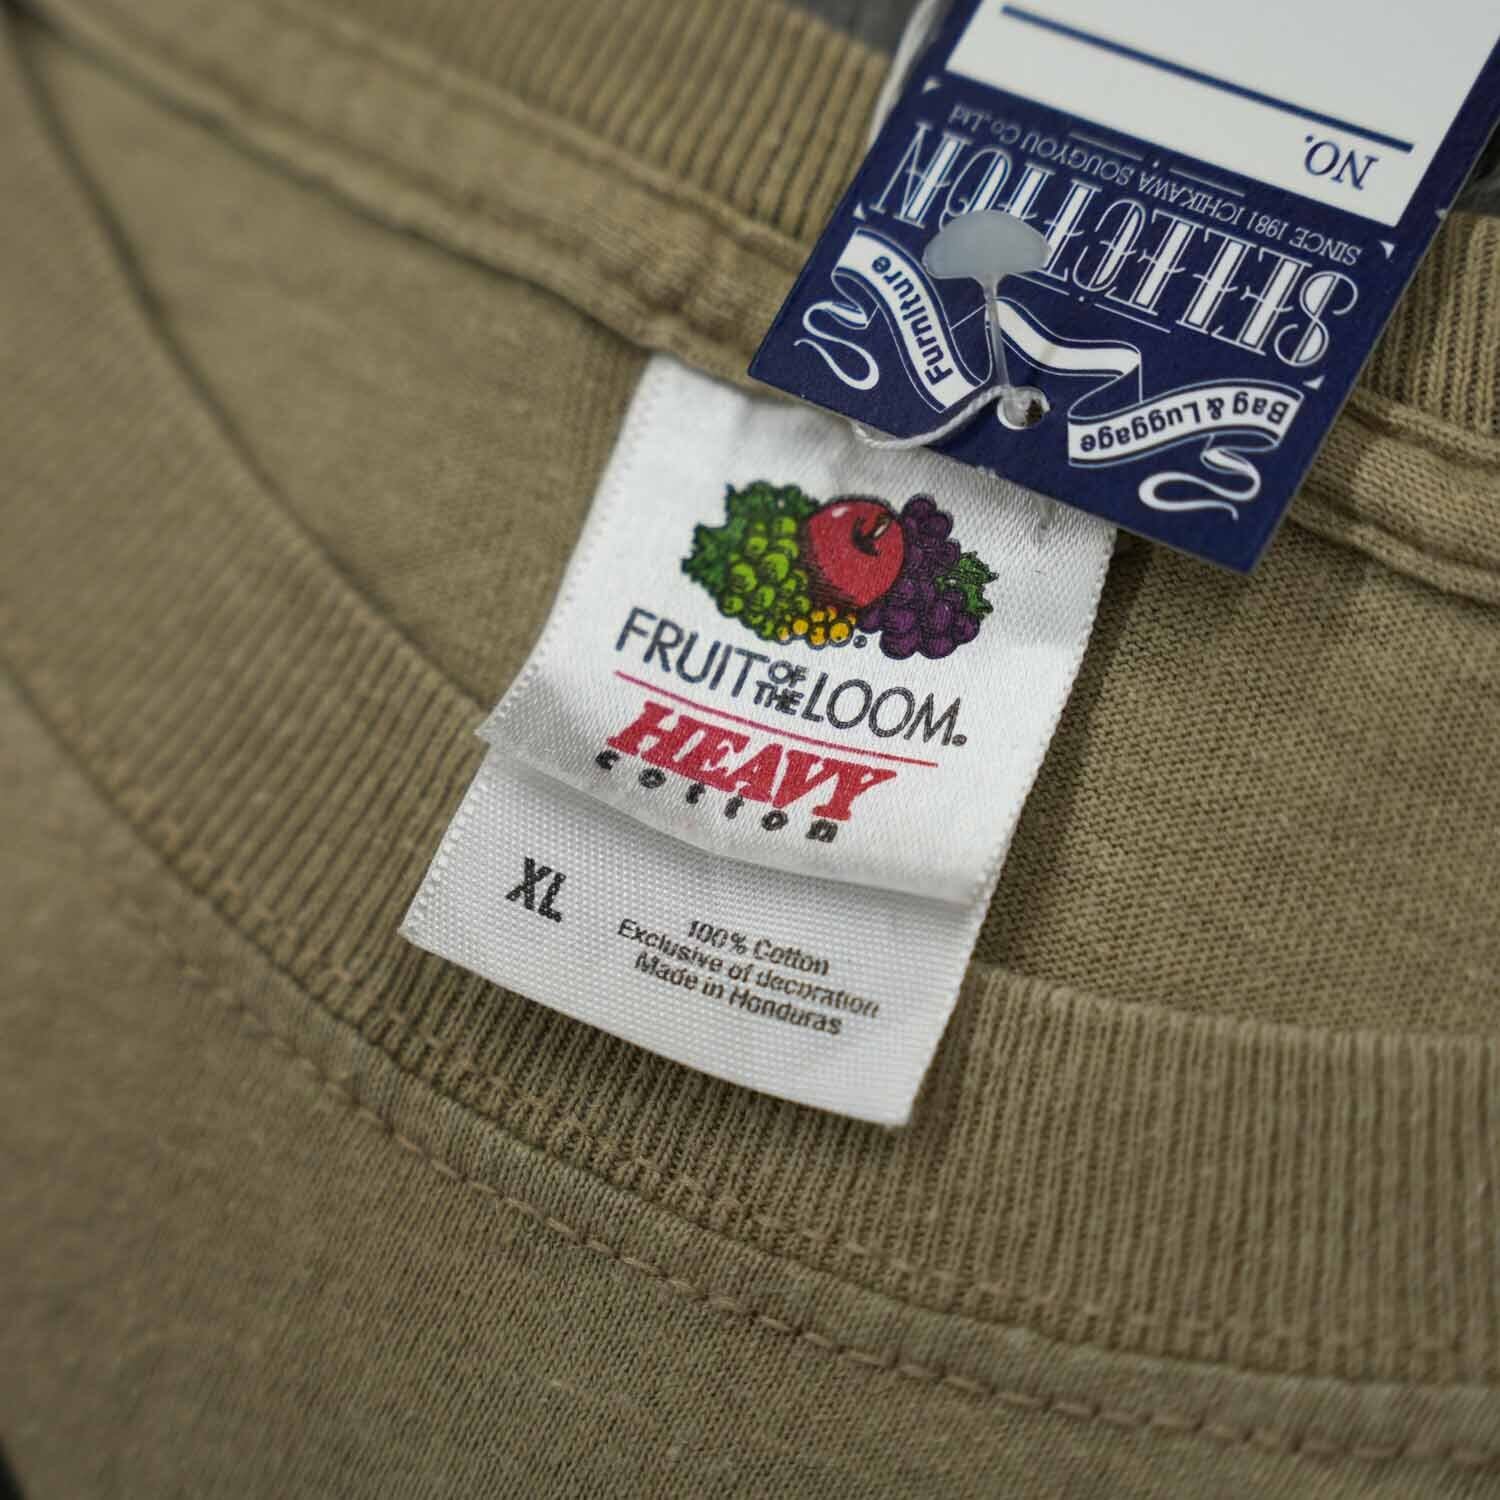 FRUIT OF THE LOOM.
HEAVY
cotton
XL
100% Cotton
Exclusive of decoration
Made in Honduras
Bag & Luggage
Furniture
SELECTION
SINCE 1981 ICHIKAWA SOUGYOU Co.,Ltd
NO.